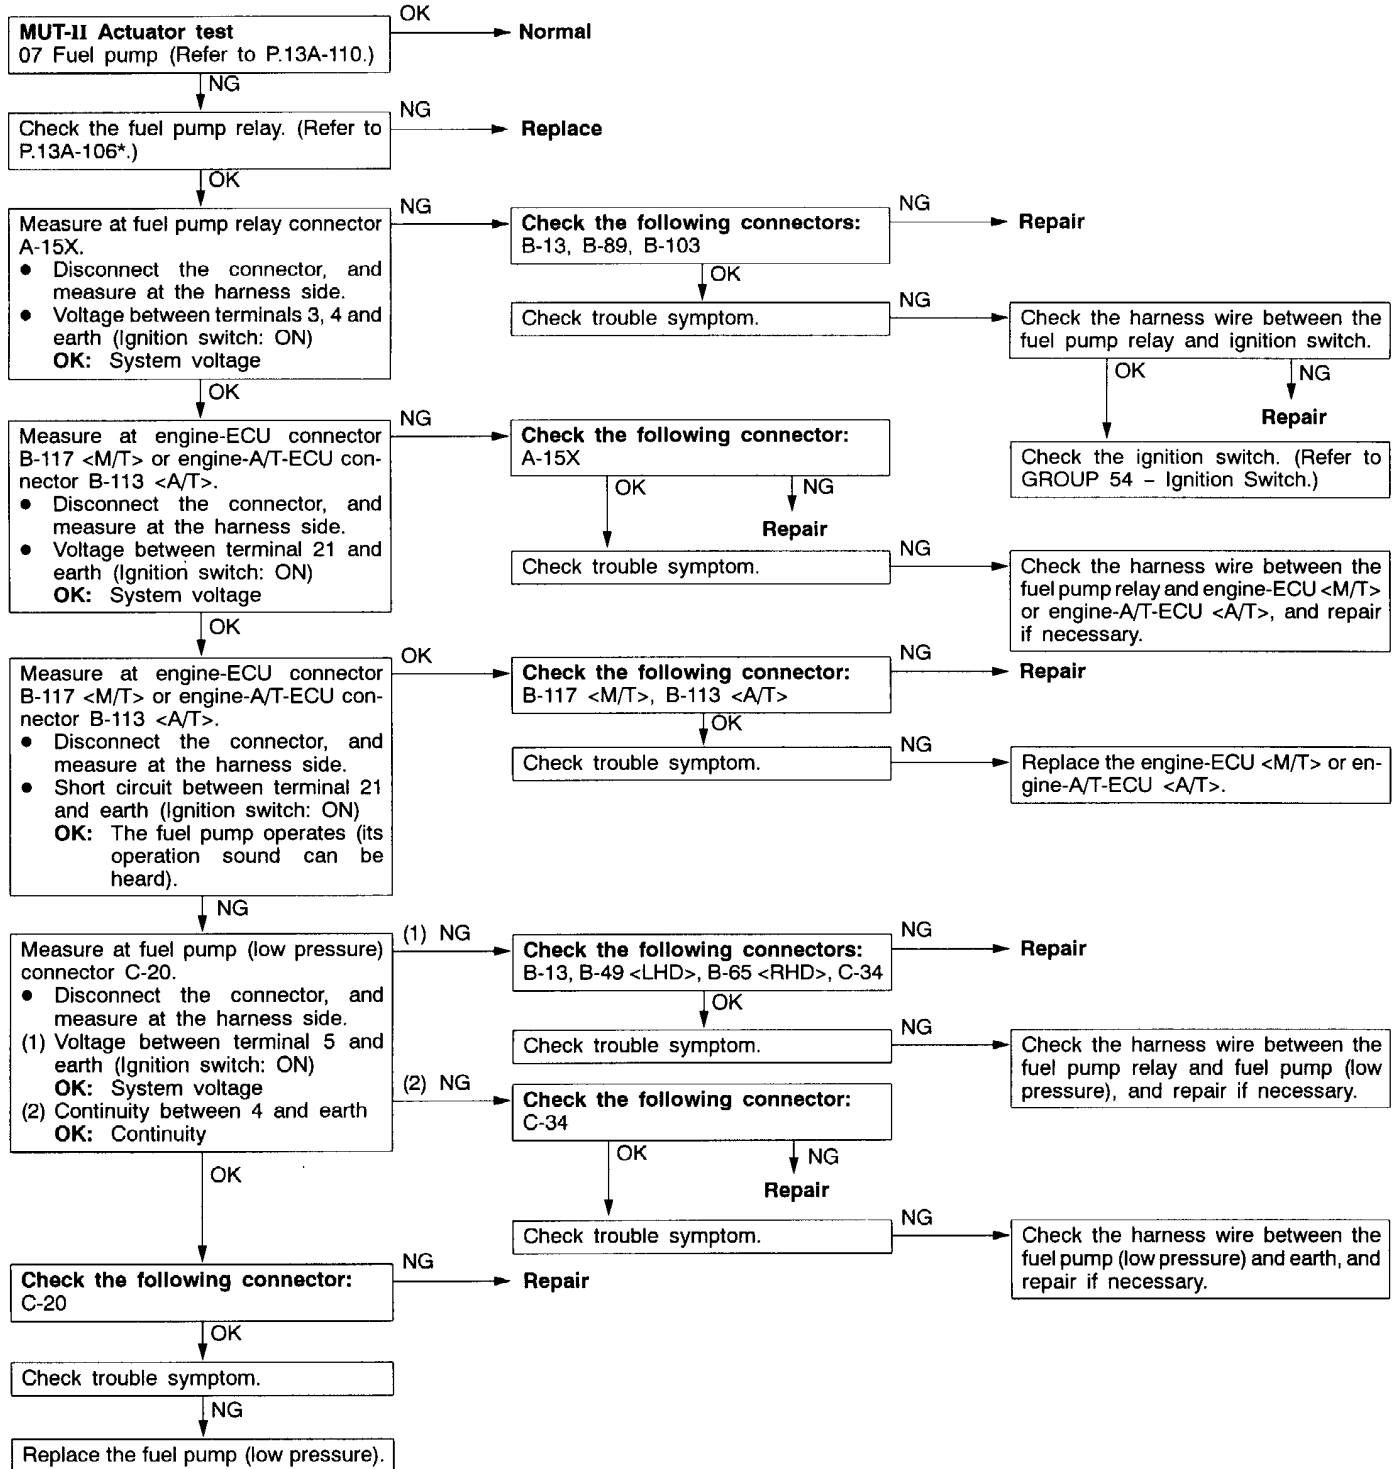 MUT-II Actuator test
07 Fuel pump (Refer to P.13A-110.)
OK
Normal
NG
Check the fuel pump relay. (Refer to
P.13A-106*.)
NG
Replace
OK
Measure at fuel pump relay connector
A-15X.
● Disconnect the connector, and
measure at the harness side.
● Voltage between terminals 3, 4 and
earth (Ignition switch: ON)
OK: System voltage
NG
Check the following connectors:
B-13, B-89, B-103
NG
Repair
OK
Check trouble symptom.
NG
Check the harness wire between the
fuel pump relay and ignition switch.
OK
NG
Repair
Check the ignition switch. (Refer to
GROUP 54 – Ignition Switch.)
OK
Measure at engine-ECU connector
B-117 <M/T> or engine-A/T-ECU con-
nector B-113 <A/T>.
● Disconnect the connector, and
measure at the harness side.
● Voltage between terminal 21 and
earth (Ignition switch: ON)
OK: System voltage
NG
Check the following connector:
A-15X
OK
NG
Repair
Check trouble symptom.
NG
Check the harness wire between the
fuel pump relay and engine-ECU <M/T>
or engine-A/T-ECU <A/T>, and repair
if necessary.
OK
Measure at engine-ECU connector
B-117 <M/T> or engine-A/T-ECU con-
nector B-113 <A/T>.
● Disconnect the connector, and
measure at the harness side.
● Short circuit between terminal 21
and earth (Ignition switch: ON)
OK: The fuel pump operates (its
operation sound can be
heard).
OK
Check the following connector:
B-117 <M/T>, B-113 <A/T>
NG
Repair
OK
Check trouble symptom.
NG
Replace the engine-ECU <M/T> or en-
gine-A/T-ECU <A/T>.
NG
Measure at fuel pump (low pressure)
connector C-20.
● Disconnect the connector, and
measure at the harness side.
(1) Voltage between terminal 5 and
earth (Ignition switch: ON)
OK: System voltage
(2) Continuity between 4 and earth
OK: Continuity
(1) NG
Check the following connectors:
B-13, B-49 <LHD>, B-65 <RHD>, C-34
NG
Repair
OK
Check trouble symptom.
NG
Check the harness wire between the
fuel pump relay and fuel pump (low
pressure), and repair if necessary.
(2) NG
Check the following connector:
C-34
OK
NG
Repair
Check trouble symptom.
NG
Check the harness wire between the
fuel pump (low pressure) and earth, and
repair if necessary.
OK
Check the following connector:
C-20
NG
Repair
OK
Check trouble symptom.
NG
Replace the fuel pump (low pressure).